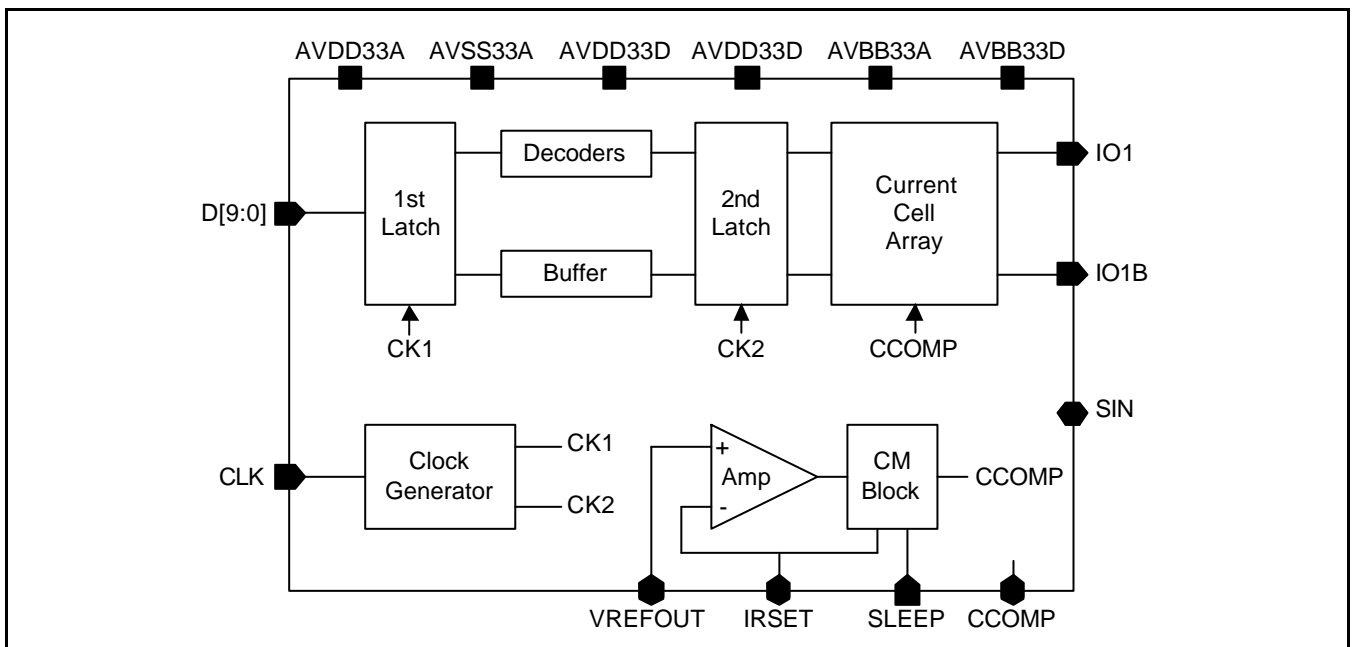 AVDD33A AVSS33A AVDD33D AVDD33D AVBB33A AVBB33D
D[9:0]
1st
Latch
Decoders
Buffer
2nd
Latch
Current
Cell
Array
IO1
IO1B
CK1
CK2
CCOMP
SIN
CLK
Clock
Generator
CK1
CK2
+
Amp
-
CM
Block
CCOMP
VREFOUT IRSET SLEEP CCOMP